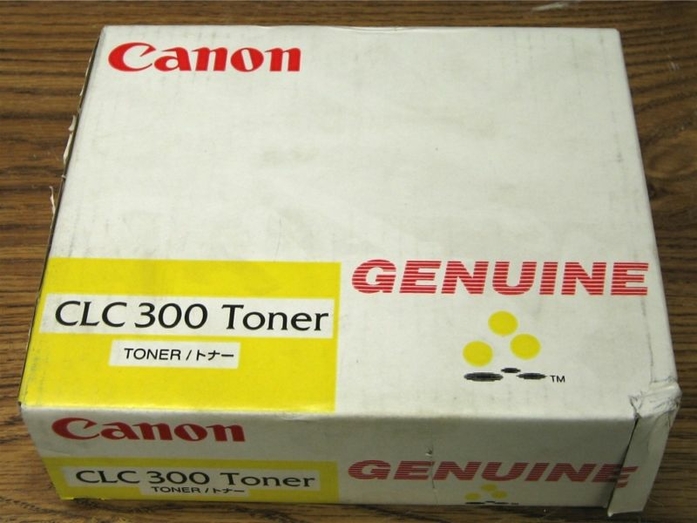 Canon
GENUINE
CLC 300 Toner
TONER / トナー
TM
Canon
CLC 300 Toner
TONER / トナー
GENUINE